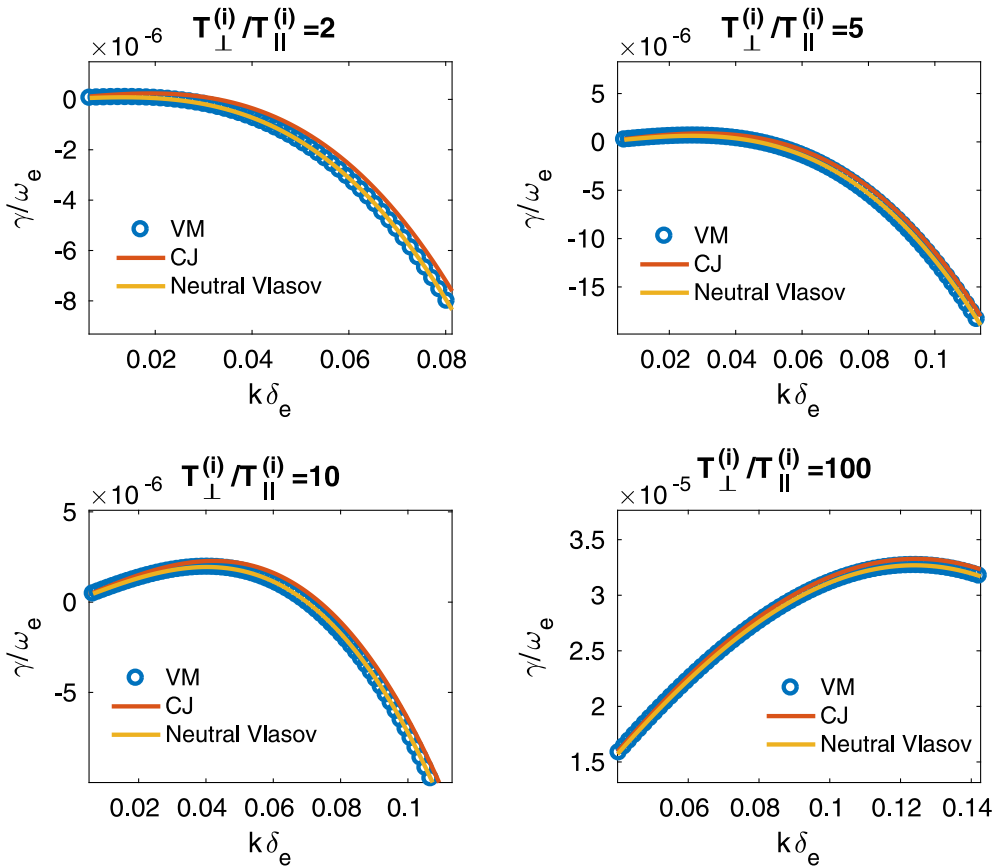 T⊥(i)/T||(i)=2
×10-6
0
-2
-4
-6
-8
γ/ωe
VM
CJ
Neutral Vlasov
0.02 0.04 0.06 0.08
kδe
T⊥(i)/T||(i)=5
×10-6
5
0
-5
-10
-15
γ/ωe
VM
CJ
Neutral Vlasov
0.02 0.04 0.06 0.08 0.1
kδe
T⊥(i)/T||(i)=10
×10-6
5
0
-5
γ/ωe
VM
CJ
Neutral Vlasov
0.02 0.04 0.06 0.08 0.1
kδe
T⊥(i)/T||(i)=100
×10-5
3.5
3
2.5
2
1.5
γ/ωe
VM
CJ
Neutral Vlasov
0.06 0.08 0.1 0.12 0.14
kδe